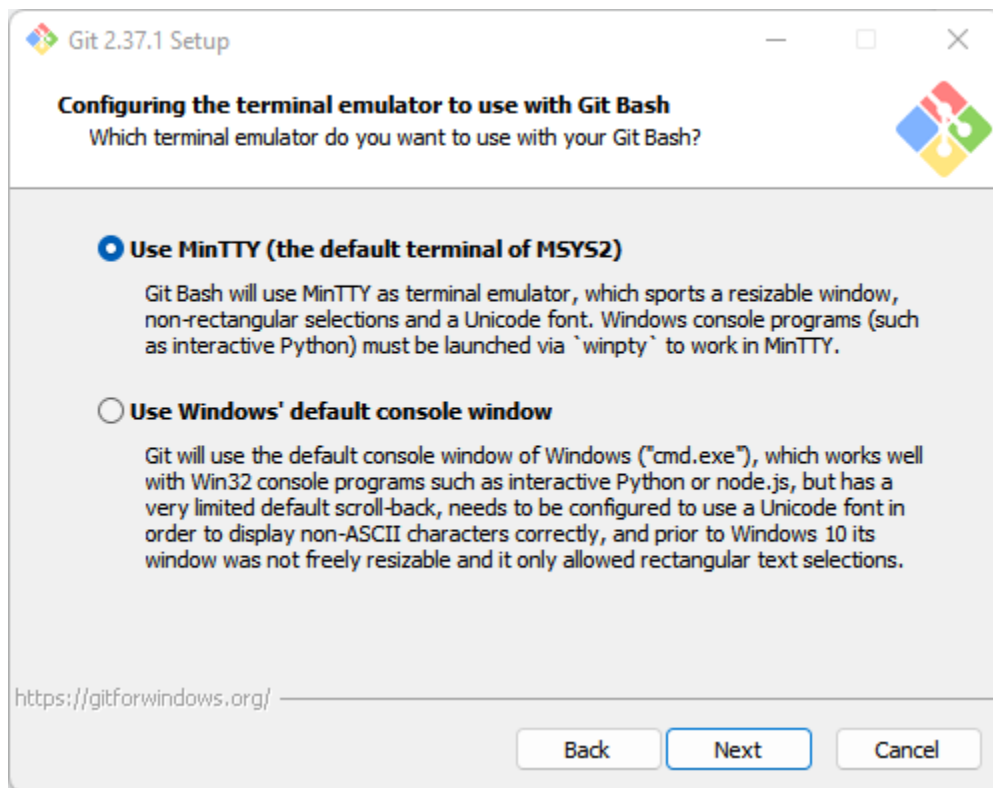 Git 2.37.1 Setup
Configuring the terminal emulator to use with Git Bash
Which terminal emulator do you want to use with your Git Bash?
Use MinTTY (the default terminal of MSYS2)
Git Bash will use MinTTY as terminal emulator, which sports a resizable window,
non-rectangular selections and a Unicode font. Windows console programs (such
as interactive Python) must be launched via `winpty` to work in MinTTY.
Use Windows' default console window
Git will use the default console window of Windows ("cmd.exe"), which works well
with Win32 console programs such as interactive Python or node.js, but has a
very limited default scroll-back, needs to be configured to use a Unicode font in
order to display non-ASCII characters correctly, and prior to Windows 10 its
window was not freely resizable and it only allowed rectangular text selections.
https://gitforwindows.org/
Back Next Cancel